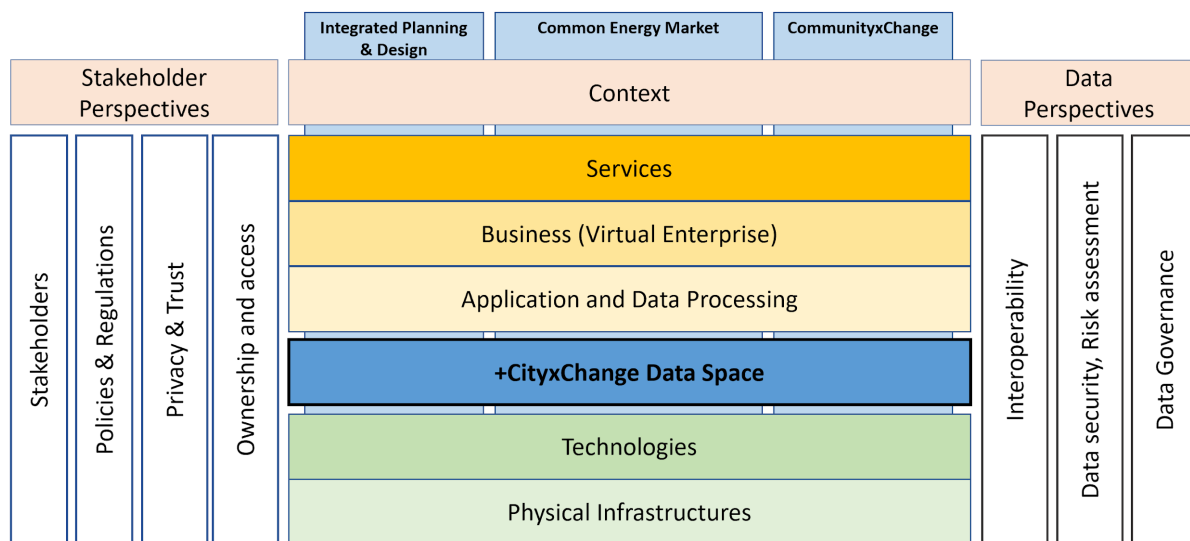 Integrated Planning
& Design
Common Energy Market
CommunityxChange
Stakeholder
Perspectives
Context
Data
Perspectives
Stakeholders
Policies & Regulations
Privacy & Trust
Ownership and access
Services
Business (Virtual Enterprise)
Application and Data Processing
+CityxChange Data Space
Technologies
Physical Infrastructures
Interoperability
Data security, Risk assessment
Data Governance